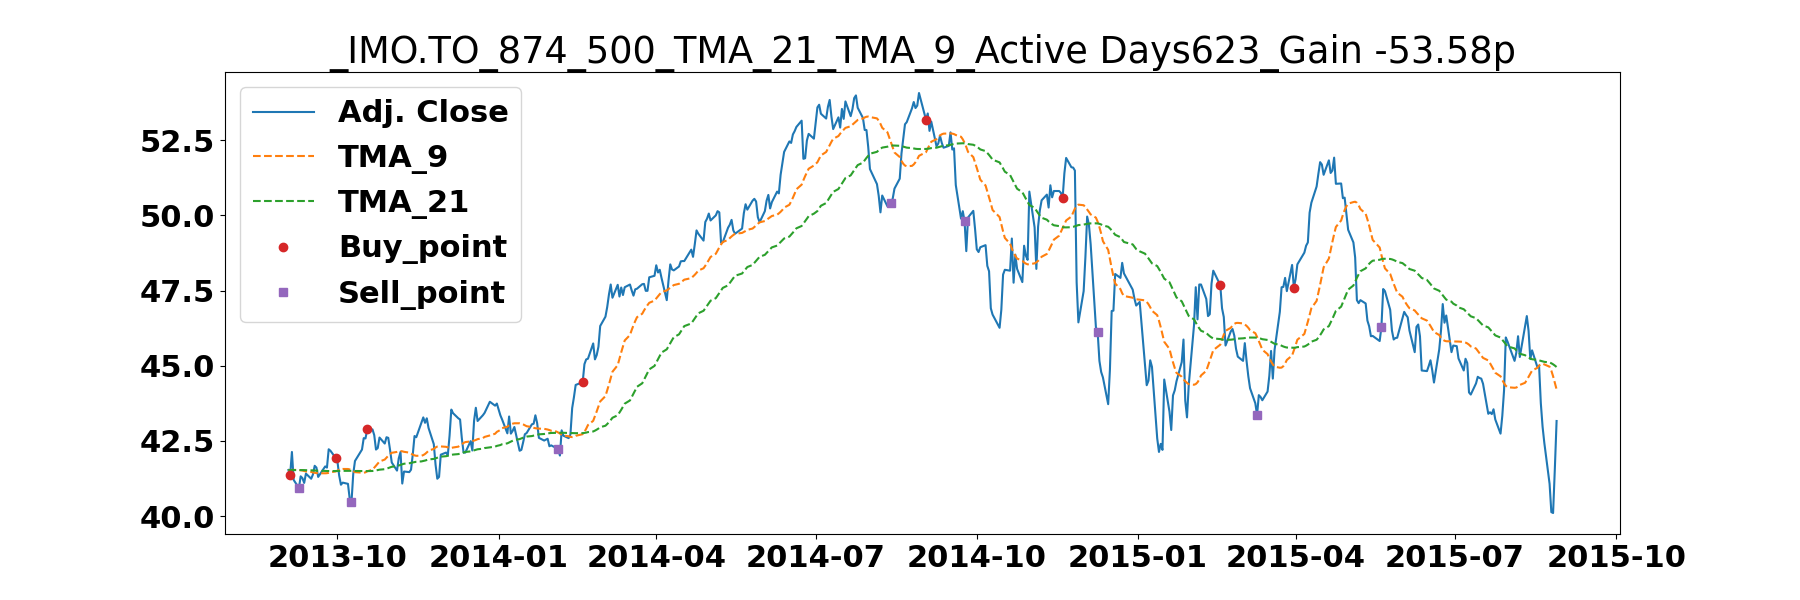 _IMO.TO_874_500_TMA_21_TMA_9_Active Days623_Gain -53.58p
Adj. Close
TMA_9
TMA_21
Buy_point
Sell_point
52.5
50.0
47.5
45.0
42.5
40.0
2013-10 2014-01 2014-04 2014-07 2014-10 2015-01 2015-04 2015-07 2015-10